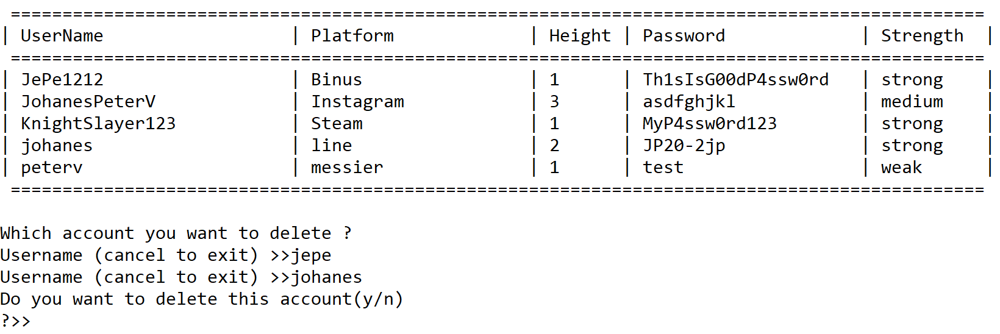 ==============================================================================================
| UserName                  | Platform              | Height | Password              | Strength  |
==============================================================================================
| JePe1212                  | Binus                 | 1      | Th1sIsG00dP4ssw0rd    | strong    |
| JohanesPeterV             | Instagram             | 3      | asdfghjkl             | medium    |
| KnightSlayer123           | Steam                 | 1      | MyP4ssw0rd123         | strong    |
| johanes                   | line                  | 2      | JP20-2jp              | strong    |
| peterv                    | messier               | 1      | test                  | weak      |
==============================================================================================
Which account you want to delete ?
Username (cancel to exit) >>jepe
Username (cancel to exit) >>johanes
Do you want to delete this account(y/n)
?>>